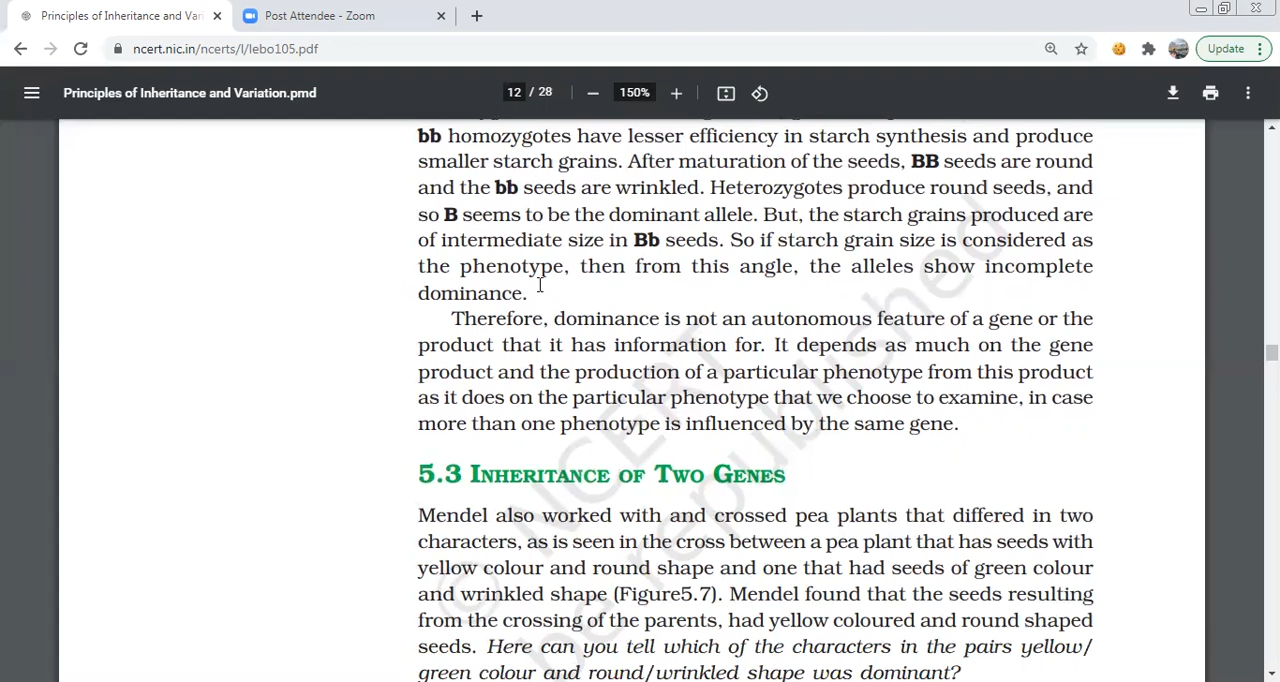 Principles of Inheritance and Vari
Post Attendee - Zoom
ncert.nic.in/ncerts/l/lebo105.pdf
Update
Principles of Inheritance and Variation.pmd
12 / 28
150%
bb homozygotes have lesser efficiency in starch synthesis and produce
smaller starch grains. After maturation of the seeds, BB seeds are round
and the bb seeds are wrinkled. Heterozygotes produce round seeds, and
so B seems to be the dominant allele. But, the starch grains produced are
of intermediate size in Bb seeds. So if starch grain size is considered as
the phenotype, then from this angle, the alleles show incomplete
dominance.
Therefore, dominance is not an autonomous feature of a gene or the
product that it has information for. It depends as much on the gene
product and the production of a particular phenotype from this product
as it does on the particular phenotype that we choose to examine, in case
more than one phenotype is influenced by the same gene.
5.3 INHERITANCE OF TWO GENES
Mendel also worked with and crossed pea plants that differed in two
characters, as is seen in the cross between a pea plant that has seeds with
yellow colour and round shape and one that had seeds of green colour
and wrinkled shape (Figure5.7). Mendel found that the seeds resulting
from the crossing of the parents, had yellow coloured and round shaped
seeds. Here can you tell which of the characters in the pairs yellow/
green colour and round/wrinkled shape was dominant?
© NCERT
be republished